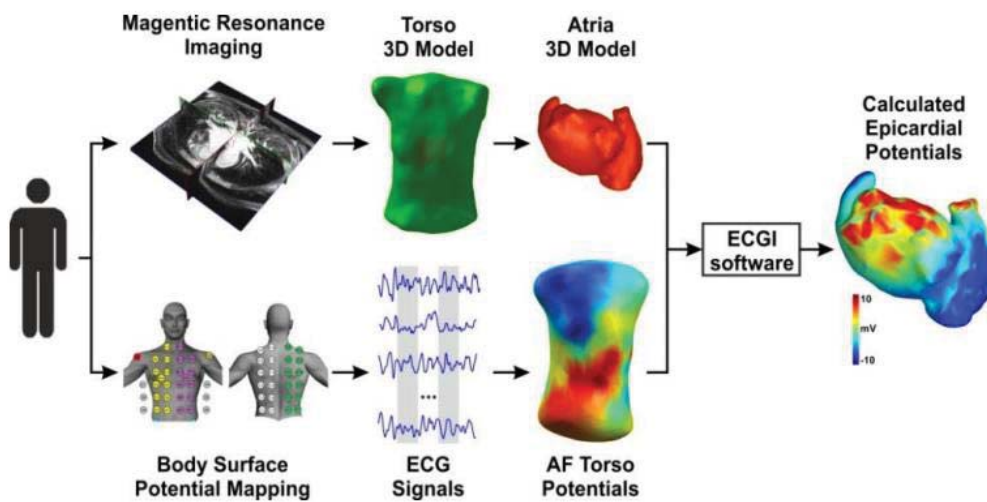 Magentic Resonance
Imaging
Torso
3D Model
Atria
3D Model
Calculated
Epicardial
Potentials
ECGI
software
10
mV
-10
...
Body Surface
Potential Mapping
ECG
Signals
AF Torso
Potentials